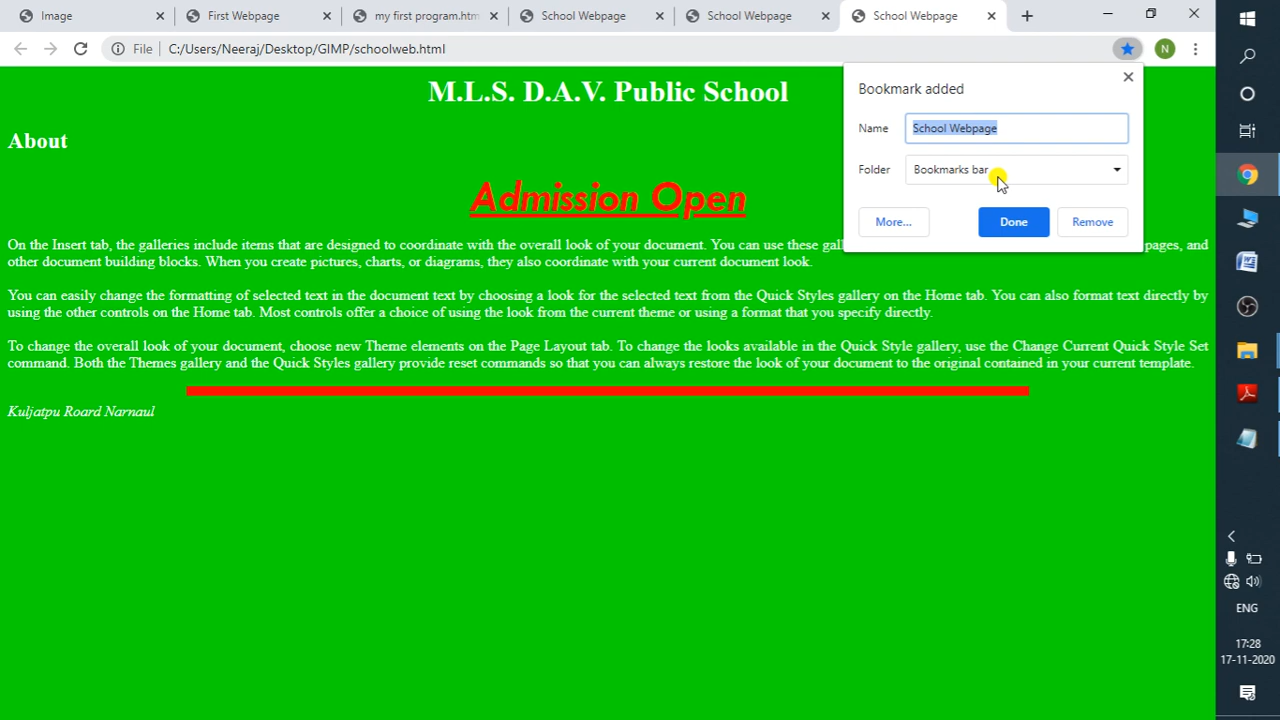 Image
First Webpage
my first program.htm
School Webpage
School Webpage
School Webpage
File
C:/Users/Neeraj/Desktop/GIMP/schoolweb.html
N
M.L.S. D.A.V. Public School
Bookmark added
Name School Webpage
Folder Bookmarks bar
More... Done Remove
About
Admission Open
On the Insert tab, the galleries include items that are designed to coordinate with the overall look of your document. You can use these gall pages, and
other document building blocks. When you create pictures, charts, or diagrams, they also coordinate with your current document look.
You can easily change the formatting of selected text in the document text by choosing a look for the selected text from the Quick Styles gallery on the Home tab. You can also format text directly by
using the other controls on the Home tab. Most controls offer a choice of using the look from the current theme or using a format that you specify directly.
To change the overall look of your document, choose new Theme elements on the Page Layout tab. To change the looks available in the Quick Style gallery, use the Change Current Quick Style Set
command. Both the Themes gallery and the Quick Styles gallery provide reset commands so that you can always restore the look of your document to the original contained in your current template.
Kuljatpu Roard Narnaul
ENG
17:28
17-11-2020